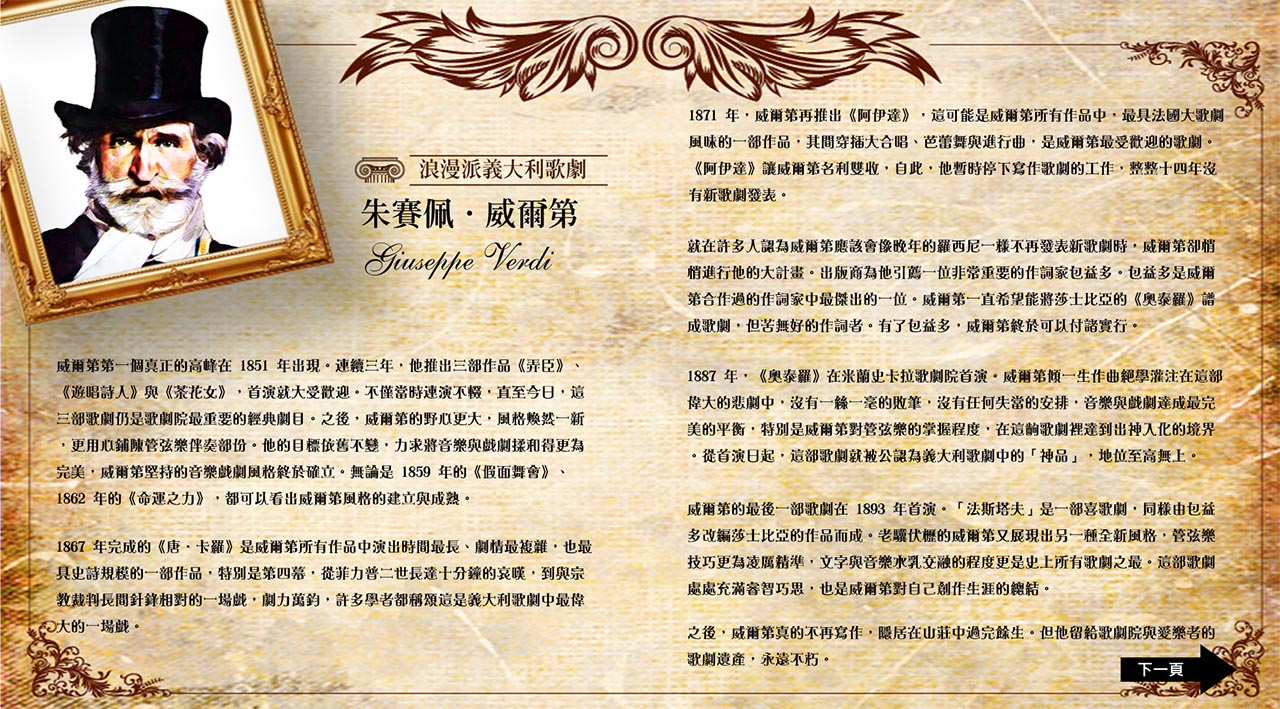 浪漫派義大利歌劇
朱賽佩・威爾第
Giuseppe Verdi
威爾第第一個真正的高峰在 1851 年出現。連續三年，他推出三部作品《弄臣》、
《遊唱詩人》與《茶花女》，首演就大受歡迎。不僅當時連演不輟，直至今日，這
三部歌劇仍是歌劇院最重要的經典劇目。之後，威爾第的野心更大，風格煥然一新
，更用心鋪陳管弦樂伴奏部份。他的目標依舊不變，力求將音樂與戲劇揉和得更為
完美，威爾第堅持的音樂戲劇風格終於確立。無論是 1859 年的《假面舞會》、
1862 年的《命運之力》，都可以看出威爾第風格的建立與成熟。
1867 年完成的《唐・卡羅》是威爾第所有作品中演出時間最長、劇情最複雜，也最
具史詩規模的一部作品，特別是第四幕，從菲力普二世長達十分鐘的哀嘆，到與宗
教裁判長間針鋒相對的一場戲，劇力萬鈞，許多學者都稱頌這是義大利歌劇中最偉
大的一場戲。
1871 年，威爾第再推出《阿伊達》，這可能是威爾第所有作品中，最具法國大歌劇
風味的一部作品，其間穿插大合唱、芭蕾舞與進行曲，是威爾第最受歡迎的歌劇。
《阿伊達》讓威爾第名利雙收，自此，他暫時停下寫作歌劇的工作，整整十四年沒
有新歌劇發表。
就在許多人認為威爾第應該會像晚年的羅西尼一樣不再發表新歌劇時，威爾第卻悄
悄進行他的大計畫。出版商為他引薦一位非常重要的作詞家包益多。包益多是威爾
第合作過的作詞家中最傑出的一位。威爾第一直希望能將莎士比亞的《奧泰羅》譜
成歌劇，但苦無好的作詞者。有了包益多，威爾第終於可以付諸實行。
1887 年，《奧泰羅》在米蘭史卡拉歌劇院首演。威爾第傾一生作曲絕學灌注在這部
偉大的悲劇中，沒有一絲一毫的敗筆，沒有任何失當的安排，音樂與戲劇達成最完
美的平衡，特別是威爾第對管弦樂的掌握程度，在這齣歌劇裡達到出神入化的境界
。從首演日起，這部歌劇就被公認為義大利歌劇中的「神品」，地位至高無上。
威爾第的最後一部歌劇在 1893 年首演。「法斯塔夫」是一部喜歌劇，同樣由包益
多改編莎士比亞的作品而成。老驥伏櫪的威爾第又展現出另一種全新風格，管弦樂
技巧更為凌厲精準，文字與音樂水乳交融的程度更是史上所有歌劇之最。這部歌劇
處處充滿睿智巧思，也是威爾第對自己創作生涯的總結。
之後，威爾第真的不再寫作，隱居在山莊中過完餘生。但他留給歌劇院與愛樂者的
歌劇遺產，永遠不朽。
下一頁